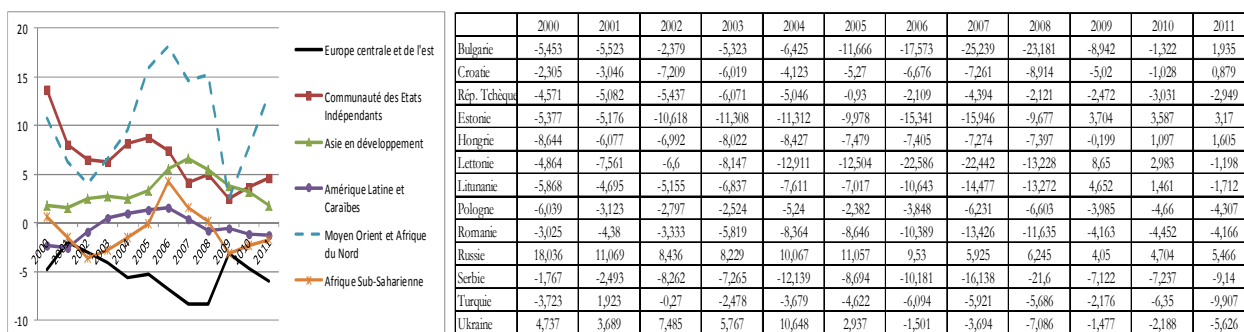 20
15
10
5
0
-5
-10
2000
2001
2002
2003
2004
2005
2006
2007
2008
2009
2010
2011
Europe centrale et de l'est
Communauté des Etats
Indépendants
Asie en développement
Amérique Latine et
Caraîbes
Moyen Orient et Afrique
du Nord
Afrique Sub-Saharienne
2000 2001 2002 2003 2004 2005 2006 2007 2008 2009 2010 2011
Bulgarie -5,453 -5,523 -2,379 -5,323 -6,425 -11,666 -17,573 -25,239 -23,181 -8,942 -1,322 1,935
Croatie -2,305 -3,046 -7,209 -6,019 -4,123 -5,27 -6,676 -7,261 -8,914 -5,02 -1,028 0,879
Rép. Tchèque -4,571 -5,082 -5,437 -6,071 -5,046 -0,93 -2,109 -4,394 -2,121 -2,472 -3,031 -2,949
Estonie -5,377 -5,176 -10,618 -11,308 -11,312 -9,978 -15,341 -15,946 -9,677 3,704 3,587 3,17
Hongrie -8,644 -6,077 -6,992 -8,022 -8,427 -7,479 -7,405 -7,274 -7,397 -0,199 1,097 1,605
Lettonie -4,864 -7,561 -6,6 -8,147 -12,911 -12,504 -22,586 -22,442 -13,228 8,65 2,983 -1,198
Litunanie -5,868 -4,695 -5,155 -6,837 -7,611 -7,017 -10,643 -14,477 -13,272 4,652 1,461 -1,712
Pologne -6,039 -3,123 -2,797 -2,524 -5,24 -2,382 -3,848 -6,231 -6,603 -3,985 -4,66 -4,307
Romanie -3,025 -4,38 -3,333 -5,819 -8,364 -8,646 -10,389 -13,426 -11,635 -4,163 -4,452 -4,166
Russie 18,036 11,069 8,436 8,229 10,067 11,057 9,53 5,925 6,245 4,05 4,704 5,466
Serbie -1,767 -2,493 -8,262 -7,265 -12,139 -8,694 -10,181 -16,138 -21,6 -7,122 -7,237 -9,14
Turquie -3,723 1,923 -0,27 -2,478 -3,679 -4,622 -6,094 -5,921 -5,686 -2,176 -6,35 -9,907
Ukraine 4,737 3,689 7,485 5,767 10,648 2,937 -1,501 -3,694 -7,086 -1,477 -2,188 -5,626